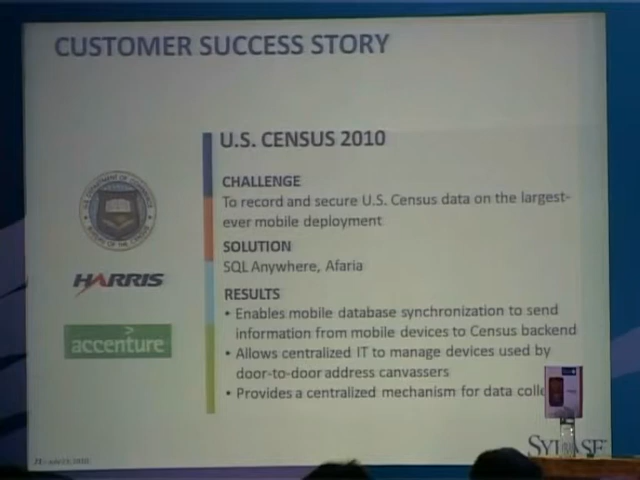 CUSTOMER SUCCESS STORY
U.S. CENSUS 2010
CHALLENGE
To record and secure U.S. Census data on the largest-
ever mobile deployment
SOLUTION
SQL Anywhere, Afaria
RESULTS
• Enables mobile database synchronization to send
information from mobile devices to Census backend
• Allows centralized IT to manage devices used by
door-to-door address canvassers
• Provides a centralized mechanism for data colle
HARRIS
accenture